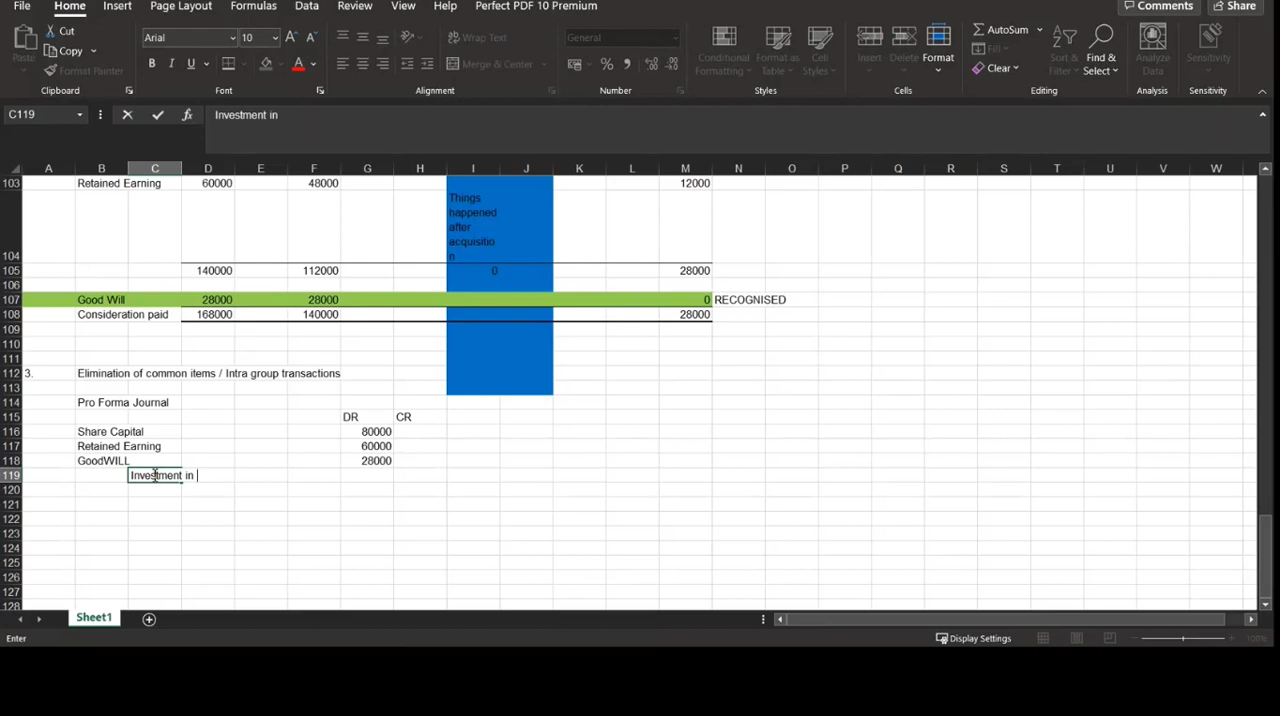 File Home Insert Page Layout Formulas Data Review View Help Perfect PDF 10 Premium Comments Share
Cut
Copy
Format Painter
Paste
Clipboard
Arial 10 A A
B I U A
Font
Wrap Text
Merge & Center
Alignment
General
% ,
Number
Conditional Formatting
Format as Table
Cell Styles
Styles
Insert Delete Format
Cells
AutoSum
Fill
Clear
Sort & Filter
Find & Select
Editing
Analyze Data
Analysis
Sensitivity
Sensitivity
C119 fx Investment in
A B C D E F G H I J K L M N O P Q R S T U V W
103 Retained Earning 60000 48000 12000
Things
happened
after
acquisitio
104 n
105 140000 112000 0 28000
106
107 Good Will 28000 28000 0 RECOGNISED
108 Consideration paid 168000 140000 28000
109
110
111
112 3. Elimination of common items / Intra group transactions
113
114 Pro Forma Journal
115 DR CR
116 Share Capital 80000
117 Retained Earning 60000
118 GoodWILL 28000
119 Investment in
120
121
122
123
124
125
126
127
128
Sheet1
Enter Display Settings 100%